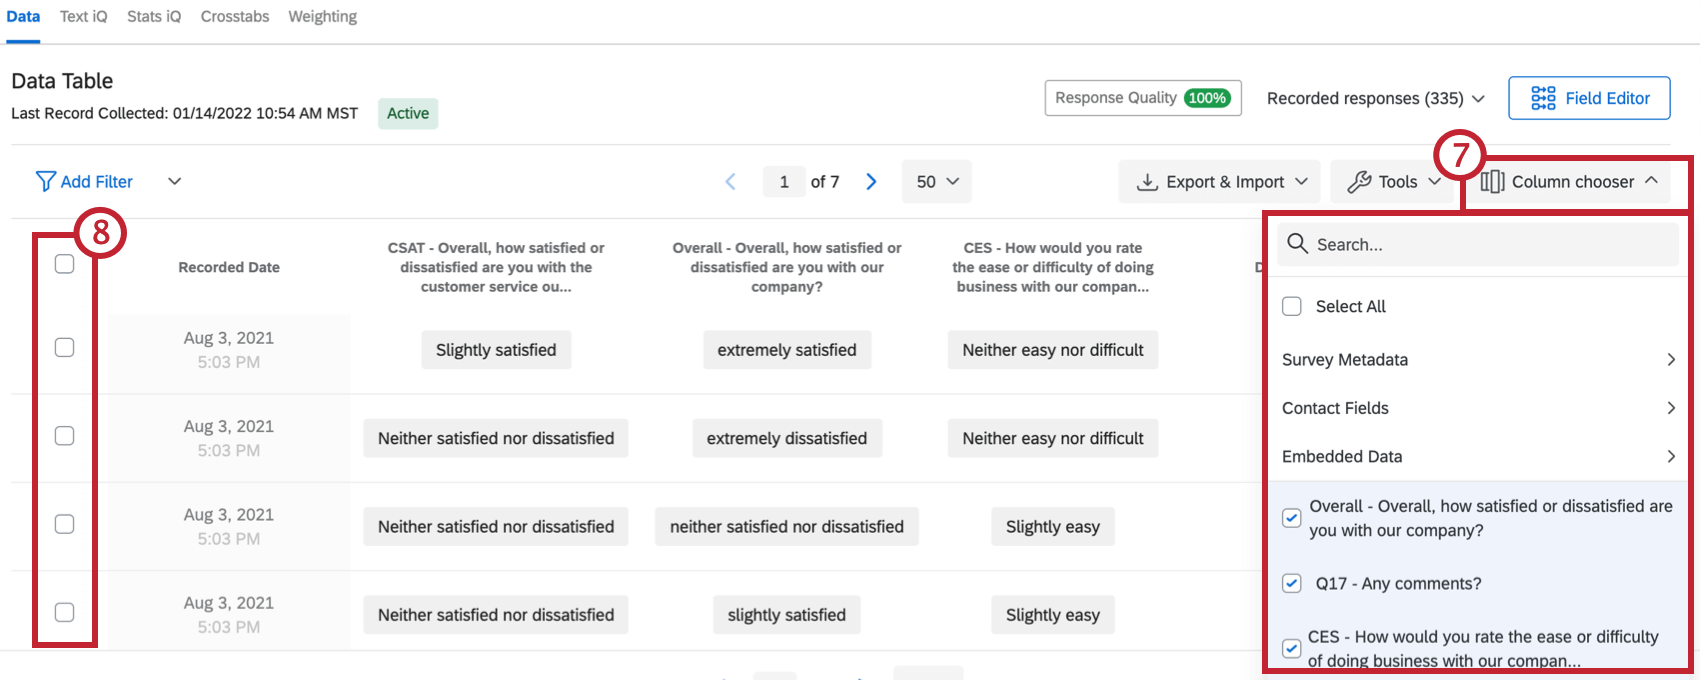 Data Text iQ Stats iQ Crosstabs Weighting
Data Table
Last Record Collected: 01/14/2022 10:54 AM MST Active
Response Quality 100% Recorded responses (335) Field Editor
7
Add Filter 1 of 7 50 Export & Import Tools Column chooser
8
Recorded Date
CSAT - Overall, how satisfied or
dissatisfied are you with the
customer service ou...
Overall - Overall, how satisfied or
dissatisfied are you with our
company?
CES - How would you rate
the ease or difficulty of doing
business with our compan...
Aug 3, 2021
5:03 PM
Slightly satisfied extremely satisfied Neither easy nor difficult
Aug 3, 2021
5:03 PM
Neither satisfied nor dissatisfied extremely dissatisfied Neither easy nor difficult
Aug 3, 2021
5:03 PM
Neither satisfied nor dissatisfied neither satisfied nor dissatisfied Slightly easy
Aug 3, 2021
5:03 PM
Neither satisfied nor dissatisfied slightly satisfied Slightly easy
Search...
Select All
Survey Metadata
Contact Fields
Embedded Data
Overall - Overall, how satisfied or dissatisfied are
you with our company?
Q17 - Any comments?
CES - How would you rate the ease or difficulty
of doing business with our compan...